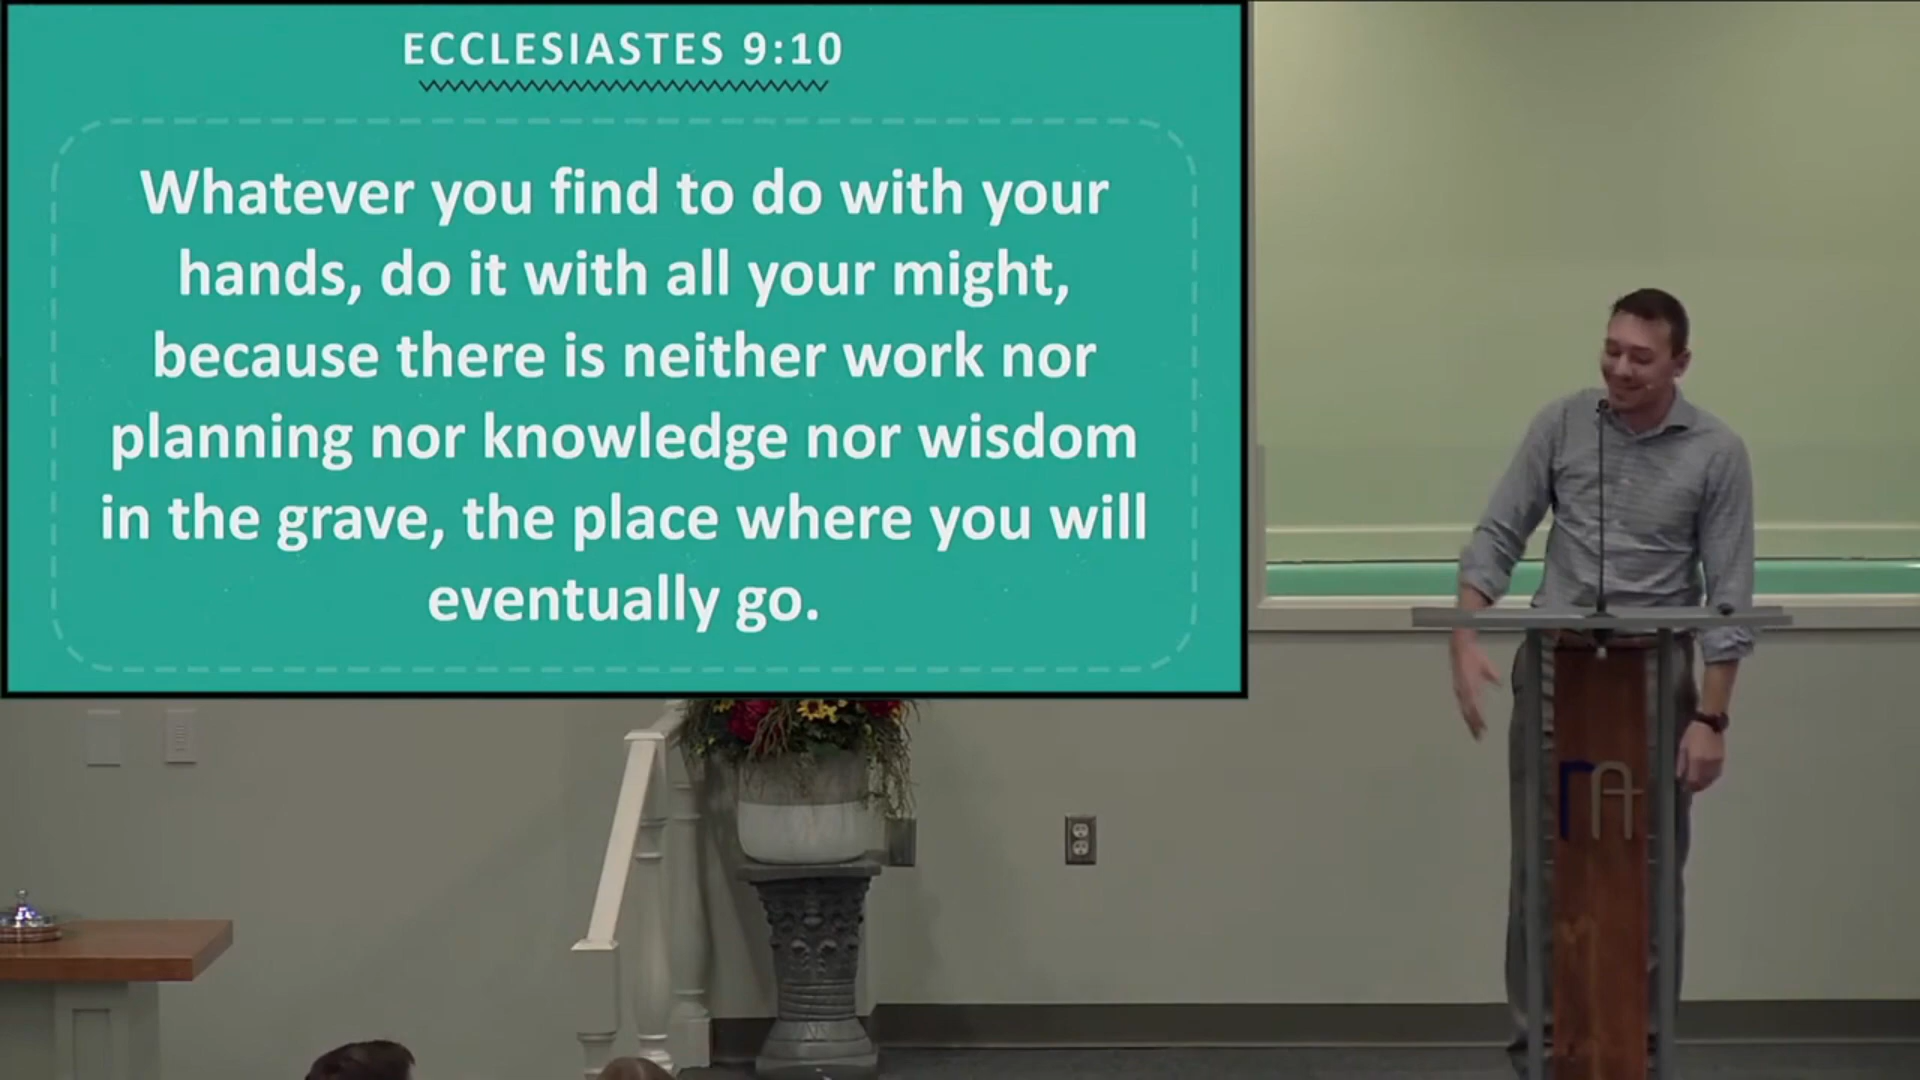 ECCLESIASTES 9:10
Whatever you find to do with your
hands, do it with all your might,
because there is neither work nor
planning nor knowledge nor wisdom
in the grave, the place where you will
eventually go.